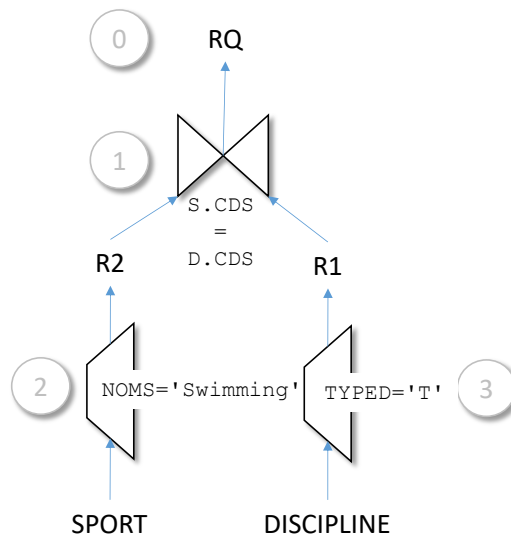 0
RQ
1
S.CDS
=
D.CDS
R2
R1
2
NOMS='Swimming'
TYPED='T'
3
SPORT
DISCIPLINE